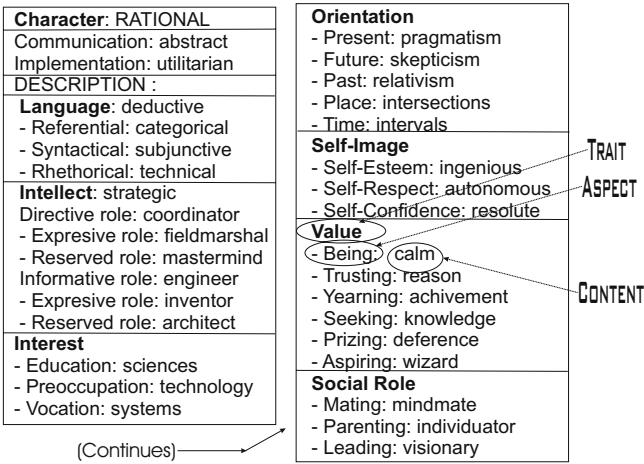 Character: RATIONAL
Communication: abstract
Implementation: utilitarian
DESCRIPTION :
Language: deductive
- Referential: categorical
- Syntactical: subjunctive
- Rhethorical: technical
Intellect: strategic
Directive role: coordinator
- Expresive role: fieldmarshal
- Reserved role: mastermind
Informative role: engineer
- Expresive role: inventor
- Reserved role: architect
Interest
- Education: sciences
- Preoccupation: technology
- Vocation: systems
(Continues)
Orientation
- Present: pragmatism
- Future: skepticism
- Past: relativism
- Place: intersections
- Time: intervals
Self-Image
- Self-Esteem: ingenious
- Self-Respect: autonomous
- Self-Confidence: resolute
Value
- Being: calm
- Trusting: reason
- Yearning: achivement
- Seeking: knowledge
- Prizing: deference
- Aspiring: wizard
Social Role
- Mating: mindmate
- Parenting: individuator
- Leading: visionary
TRAIT
ASPECT
CONTENT